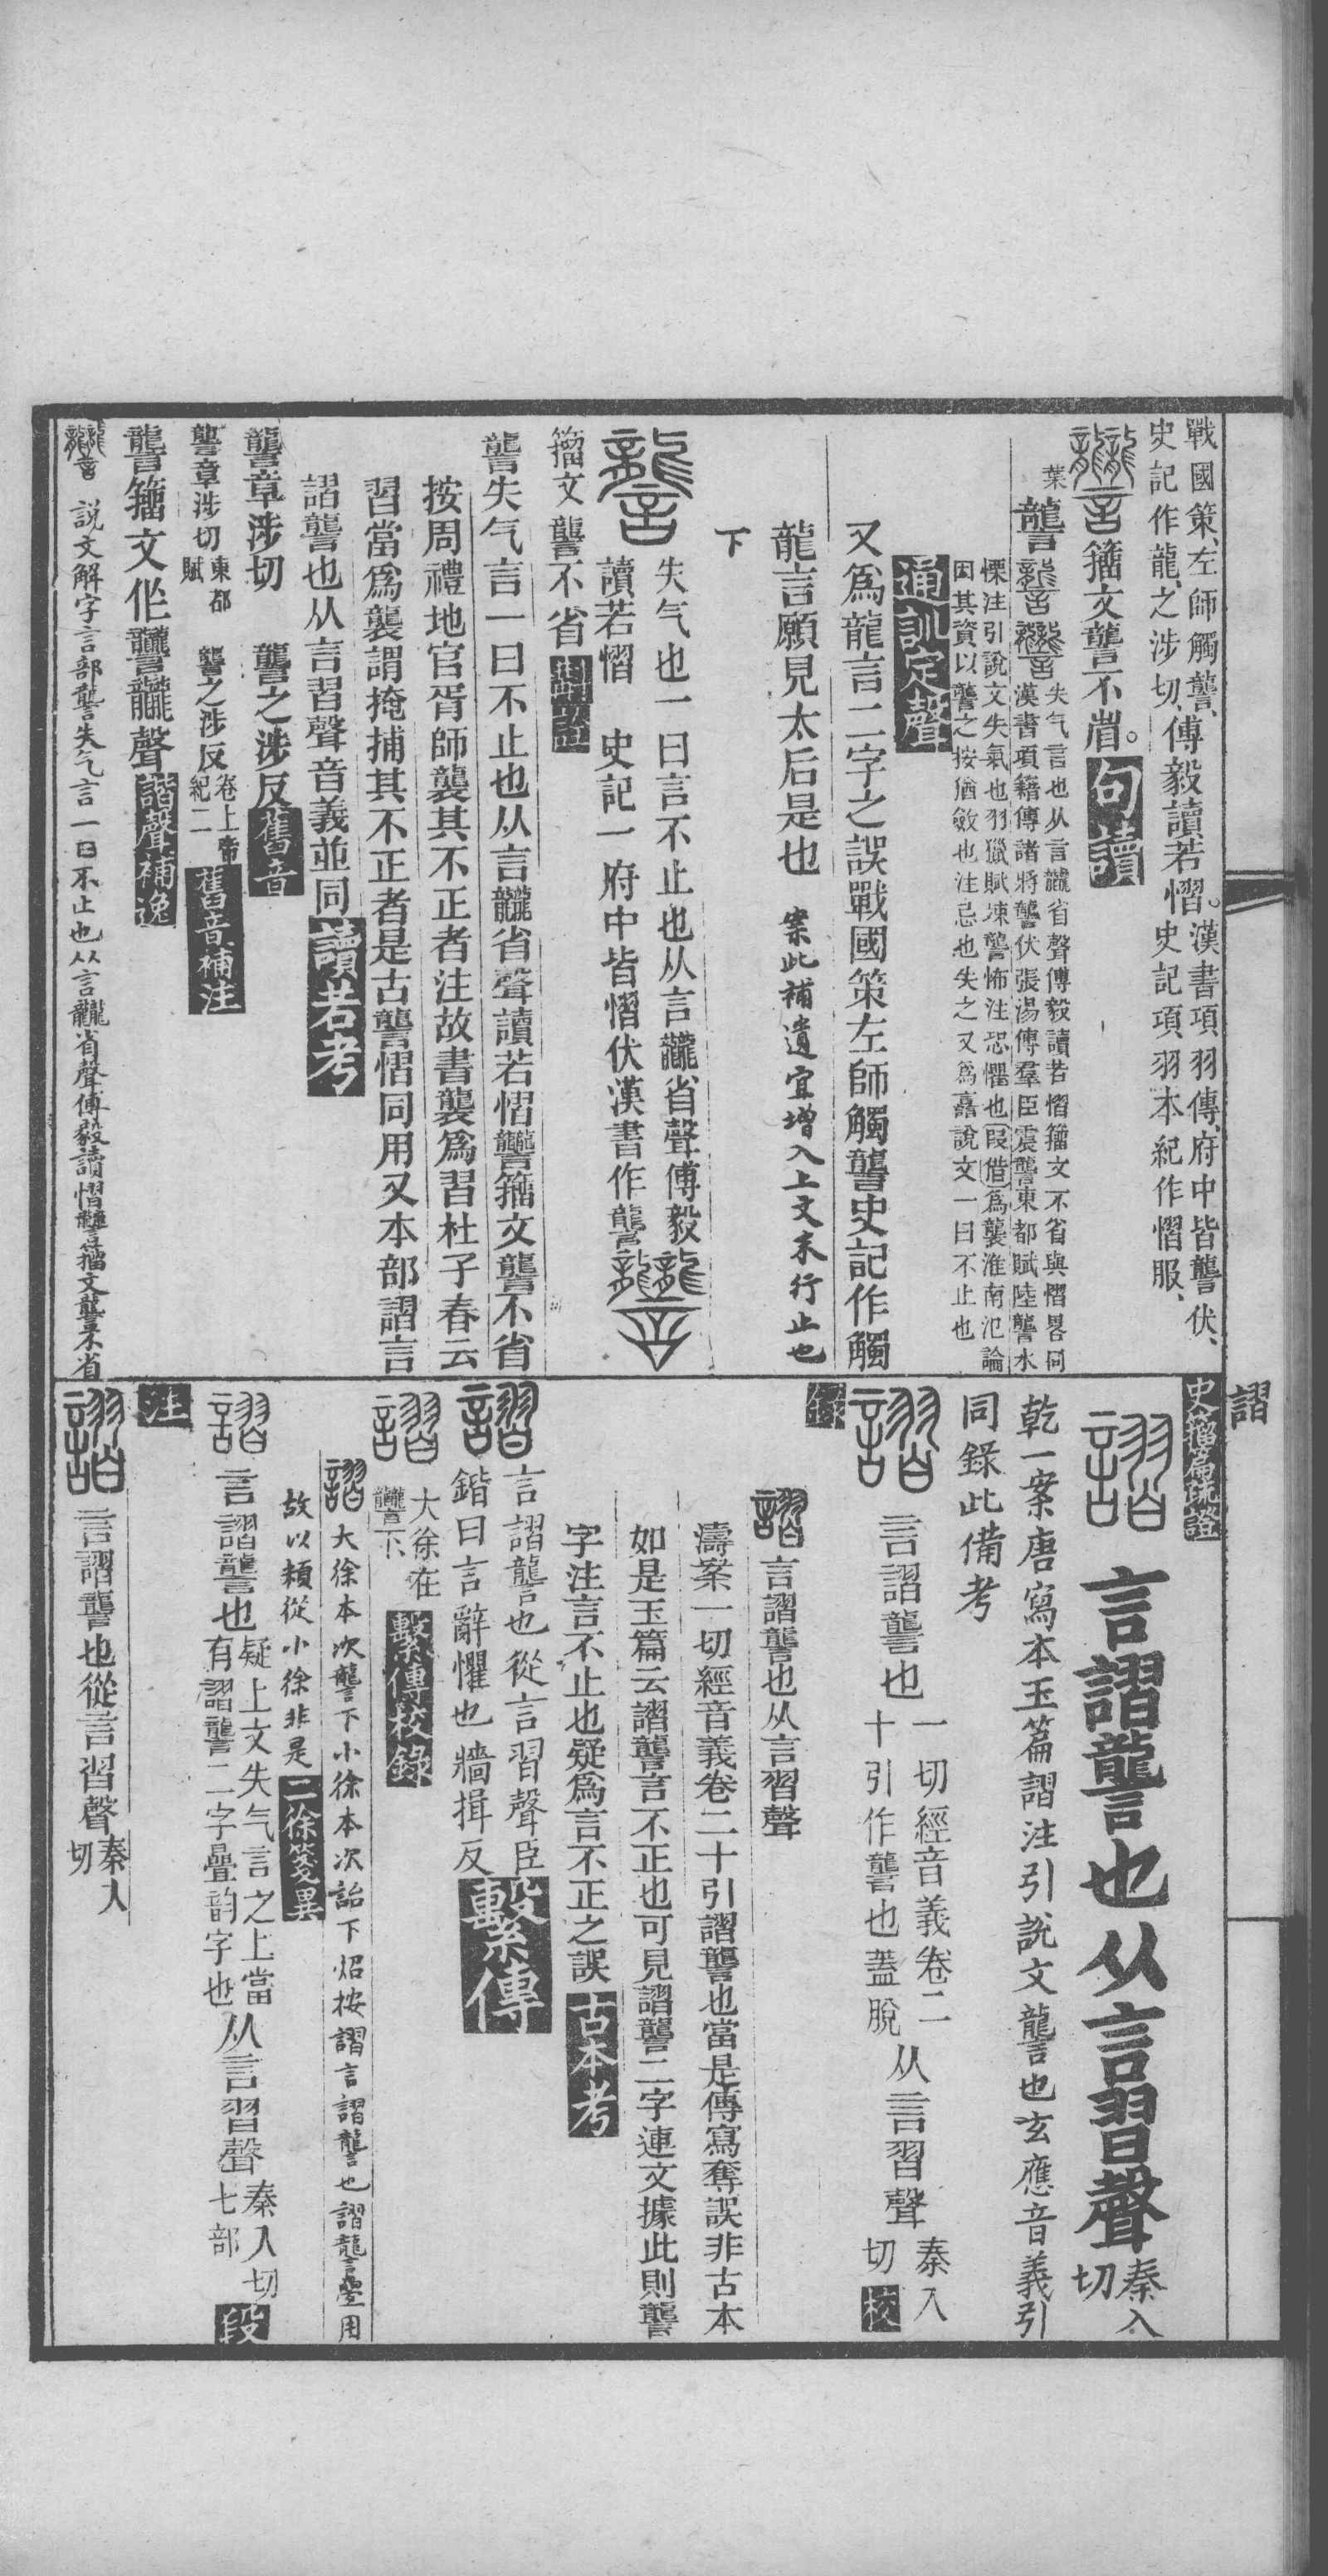 戰國策、左師觸讋、傅毅讀若慴。漢書項羽傳、府中皆讋伏、
史記作龍、之涉切、史記項羽本紀作慴服、
籒文讋不省。句讀
葉讋
失气言也从言龖省聲傅毅讀若慴籒文不省與慴畧同
漢書項籍傳諸將讋伏張湯傳羣臣震讋東都賦陸讋水
慄注引說文失氣也羽獵賦竦讋怖注恐懼也段借爲襲淮南氾論
因其資以讋之按猶斂也注忌也失之又爲譶說文一曰不止也
通訓定聲
又爲龍言二字之誤戰國策左師觸讋史記作觸
龍言願見太后是也 案此補遺宜增入上文末行止也
下
讋
失气也一曰言不止也从言龖省聲傅毅
讀若慴 史記一府中皆慴伏漢書作讋
籒文讋不省
讋失气言一曰不止也从言龖省聲讀若慴籒文讋不省
按周禮地官胥師襲其不正者注故書襲爲習杜子春云
習當爲襲謂掩捕其不正者是古讋慴同用又本部謵言
謵讋也从言習聲音義並同讀若考
讋章涉切 讋之涉反舊音
讋章涉切東都賦 讋之涉反卷上帝紀二舊音補注
讋籒文作龖聲諧聲補逸
說文解字言部讋失气言一曰不止也从言龖省聲傅毅讀慴籒文讋不省
史籒篇疏證
謵
謵 言謵讋也从言習聲秦入切
乾一案唐寫本玉篇謵注引說文讋也玄應音義引
同錄此備考
謵 言謵讋也一切經音義卷二十引作讋也蓋脫从言習聲秦入切校
錄
謵言謵讋也从言習聲
濤案一切經音義卷二十引謵讋也當是傳寫奪誤非古本
如是玉篇云謵讋言不正也可見謵讋二字連文據此則讋
字注言不止也疑爲言不正之誤古本考
謵言謵讋也從言習聲臣
鍇曰言辭懼也牆揖反繫傳
謵大徐在讋下繫傳校錄
謵大徐本次讋下小徐本次詒下炤按謵言謵讋也謵讋疊用
故以類從小徐非是二徐箋異
謵言謵讋也疑上文失气言之上當有謵讋二字疊韵字也从言習聲秦入切七部段
注
謵言謵讋也從言習聲秦入切